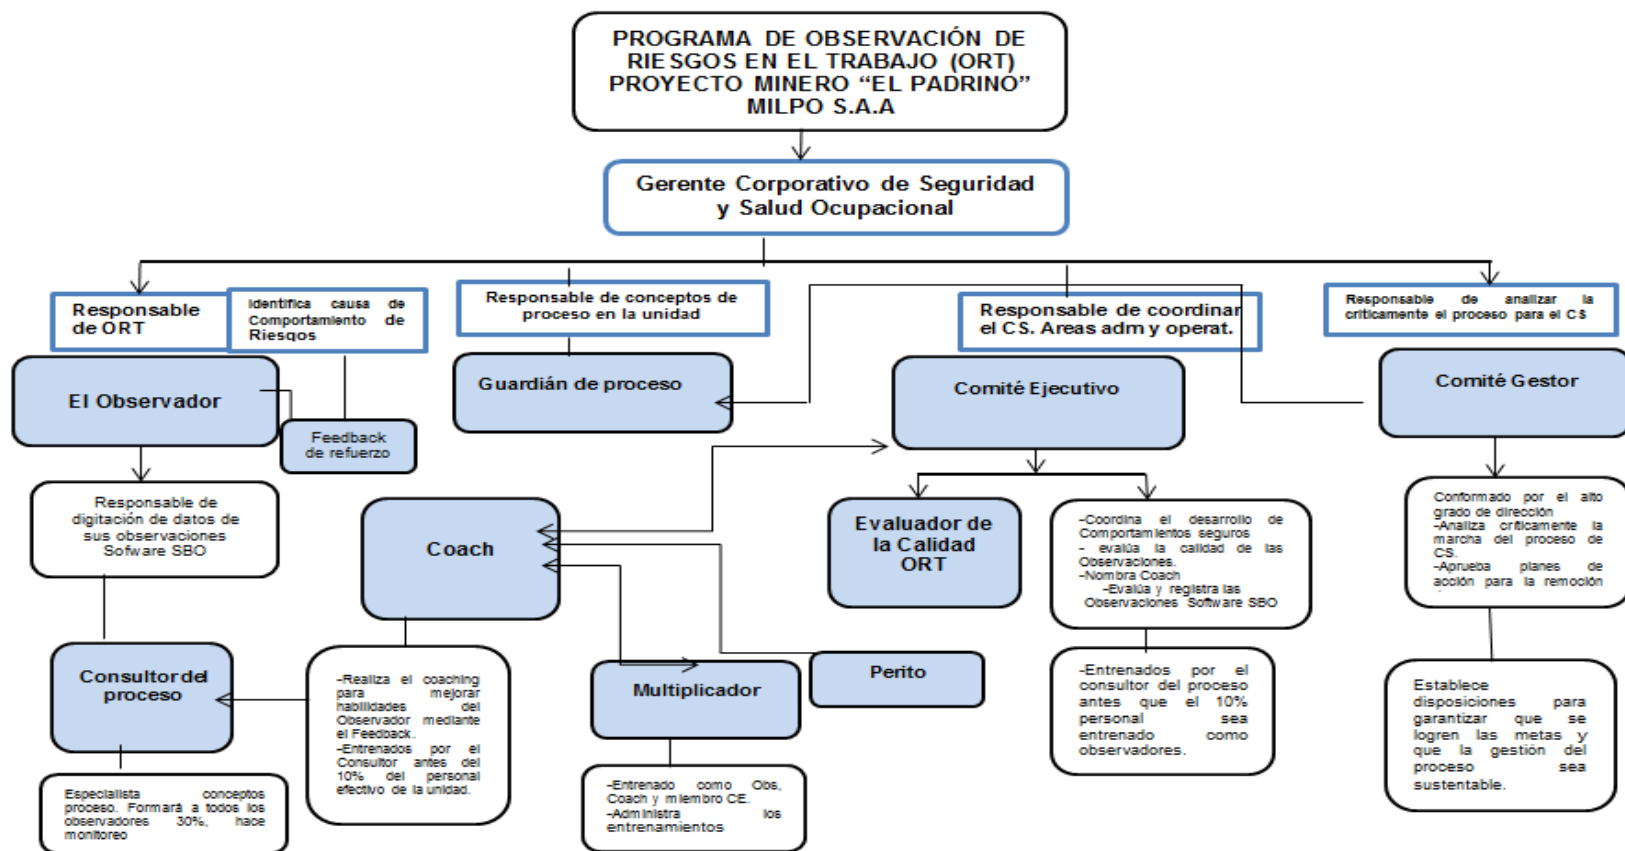 PROGRAMA DE OBSERVACIÓN DE
RIESGOS EN EL TRABAJO (ORT)
PROYECTO MINERO “EL PADRINO”
MILPO S.A.A
Gerente Corporativo de Seguridad
y Salud Ocupacional
Responsable
de ORT
Identifica causa de
Comportamiento de
Riesgos
Responsable de conceptos de
proceso en la unidad
Responsable de coordinar
el CS. Areas adm y operat.
Responsable de analizar la
críticamente el proceso para el CS
El Observador
Feedback
de refuerzo
Guardián de proceso
Comité Ejecutivo
Comité Gestor
Responsable de
digitación de datos de
sus observaciones
Sofware SBO
Coach
Evaluador de
la Calidad
ORT
-Coordina el desarrollo de
Comportamientos seguros
- evalúa la calidad de las
Observaciones.
-Nombra Coach
-Evalúa y registra las
Observaciones Software SBO
Conformado por el alto
grado de dirección
-Analiza críticamente la
marcha del proceso de
CS.
-Aprueba planes de
acción para la remoción
Consultor del
proceso
-Realiza el coaching
para mejorar
habilidades del
Observador mediante
el Feedback.
-Entrenados por el
Consultor antes del
10% del personal
efectivo de la unidad.
Multiplicador
Perito
-Entrenados por el
consultor del proceso
antes que el 10%
personal sea
entrenado como
observadores.
Establece
disposiciones para
garantizar que se
logren las metas y
que la gestión del
proceso sea
sustentable.
Especialista conceptos
proceso. Formará a todos los
observadores 30%, hace
monitoreo
-Entrenado como Obs,
Coach y miembro CE.
-Administra los
entrenamientos